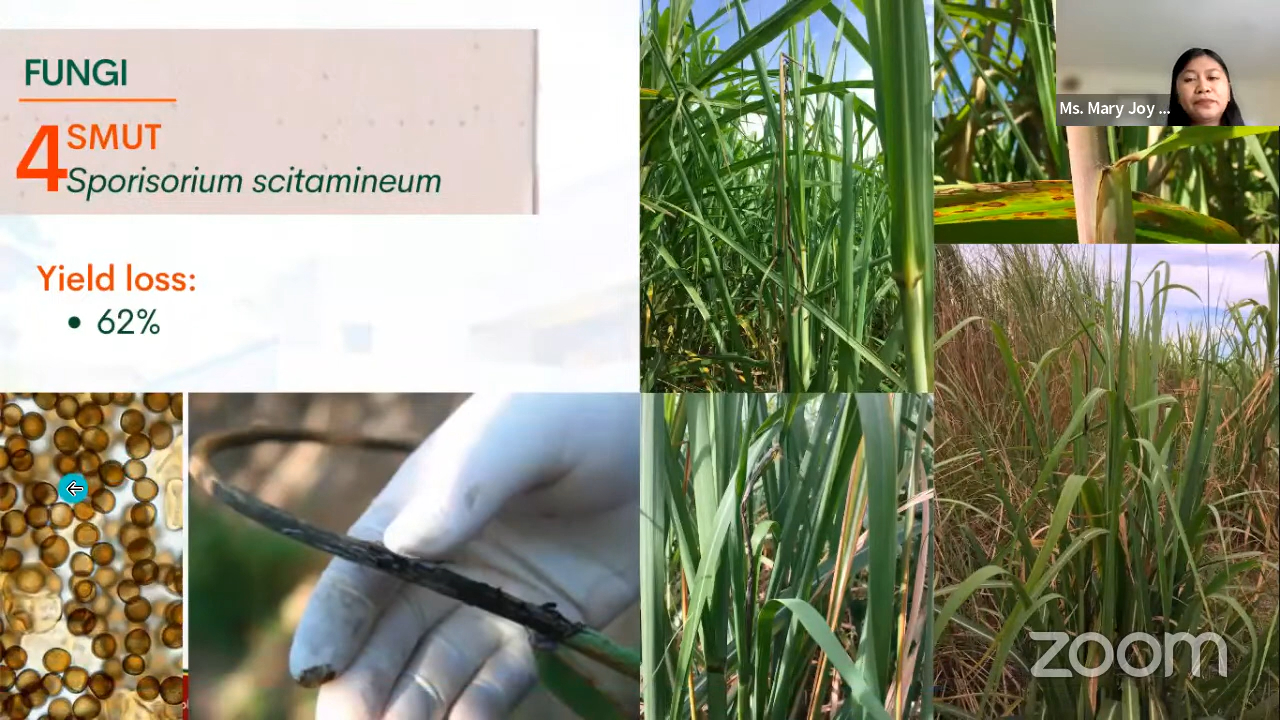 FUNGI
4 SMUT
Sporisorium scitamineum
Yield loss:
• 62%
Ms. Mary Joy ...
zoom